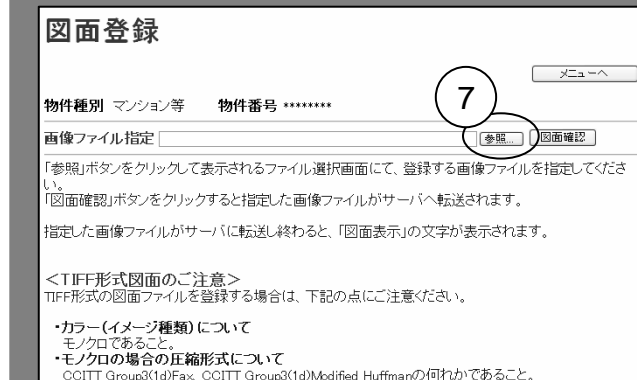 図面登録
メニューへ
7
物件種別 マンション等 物件番号 ********
画像ファイル指定 参照... 図面確認
「参照」ボタンをクリックして表示されるファイル選択画面にて、登録する画像ファイルを指定してくださ
い。
「図面確認」ボタンをクリックすると指定した画像ファイルがサーバへ転送されます。
指定した画像ファイルがサーバに転送し終わると、「図面表示」の文字が表示されます。
＜TIFF形式図面のご注意＞
TIFF形式の図面ファイルを登録する場合は、下記の点にご注意ください。
・カラー(イメージ種類)について
モノクロであること。
・モノクロの場合の圧縮形式について
CCITT Group3(1d)Fax、CCITT Group3(1d)Modified Huffmanの何れかであること。